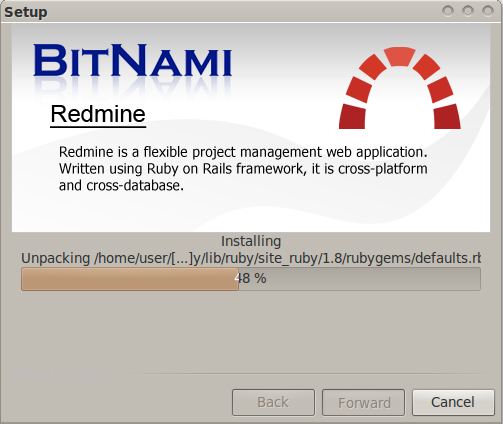 Setup
BITNAMI
Redmine
Redmine is a flexible project management web application.
Written using Ruby on Rails framework, it is cross-platform
and cross-database.
Installing
Unpacking /home/user/[...]y/lib/ruby/site_ruby/1.8/rubygems/defaults.rb
48 %
Back
Forward
Cancel